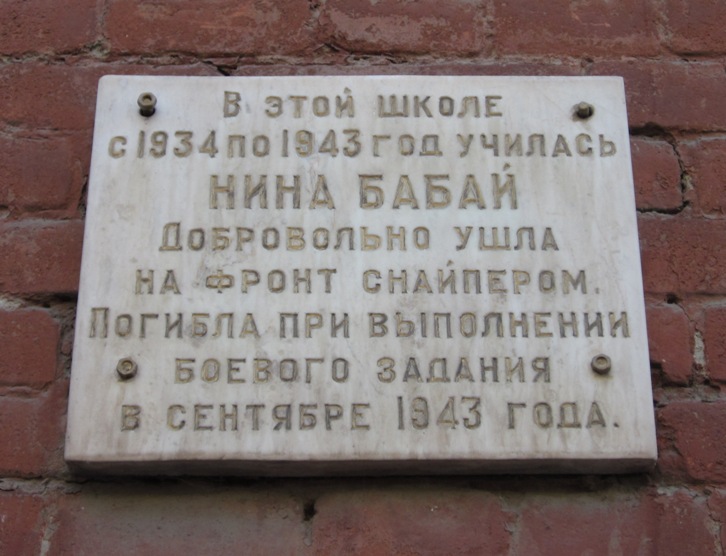 В этой школе
с 1934 по 1943 год училась
НИНА БАБАЙ
Добровольно ушла
на фронт снайпером.
Погибла при выполнении
боевого задания
в сентябре 1943 года.